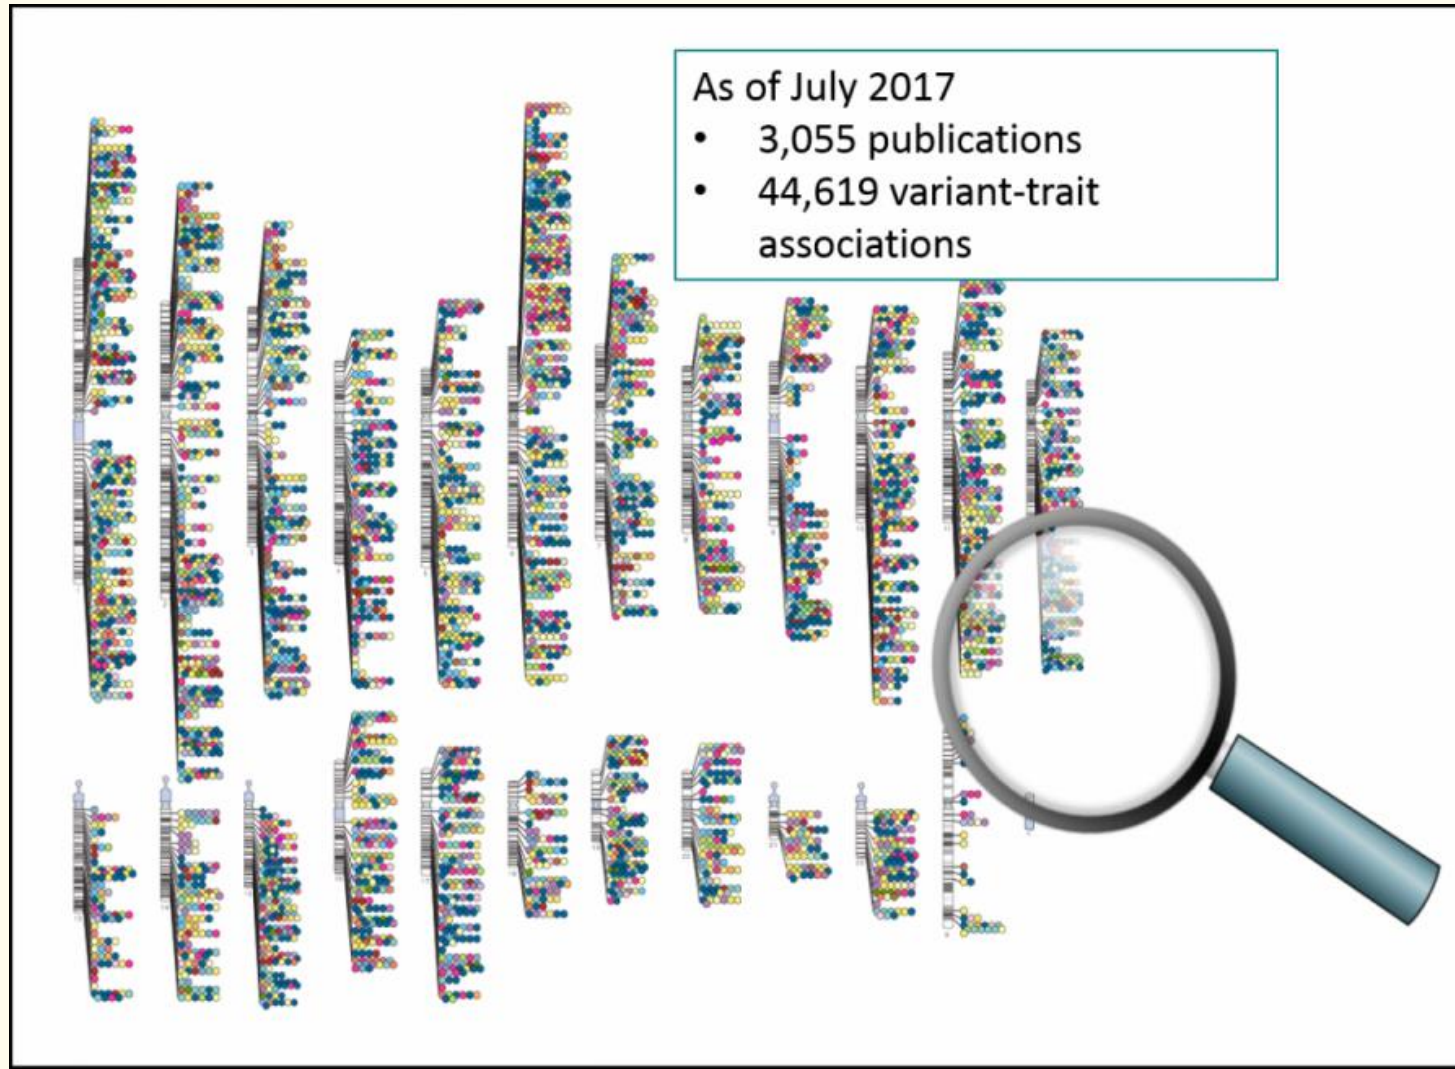 As of July 2017
• 3,055 publications
• 44,619 variant-trait
associations